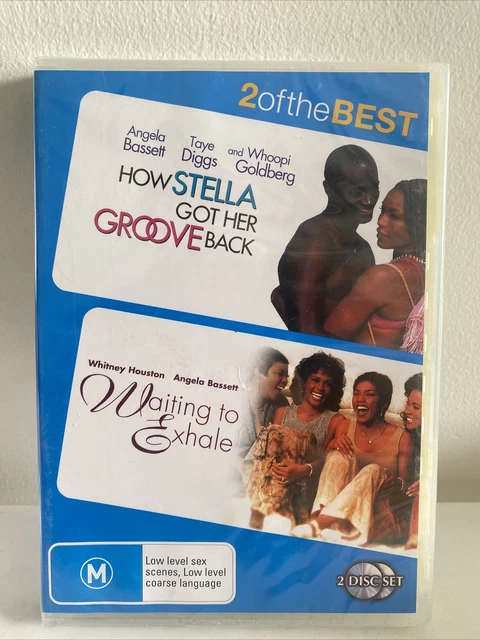 2oftheBEST
Angela Bassett Taye Diggs and Whoopi Goldberg
HOW STELLA
GOT HER
GROOVE BACK
Whitney Houston Angela Bassett
Waiting to
Exhale
M
Low level sex
scenes, Low level
coarse language
2 DISC SET